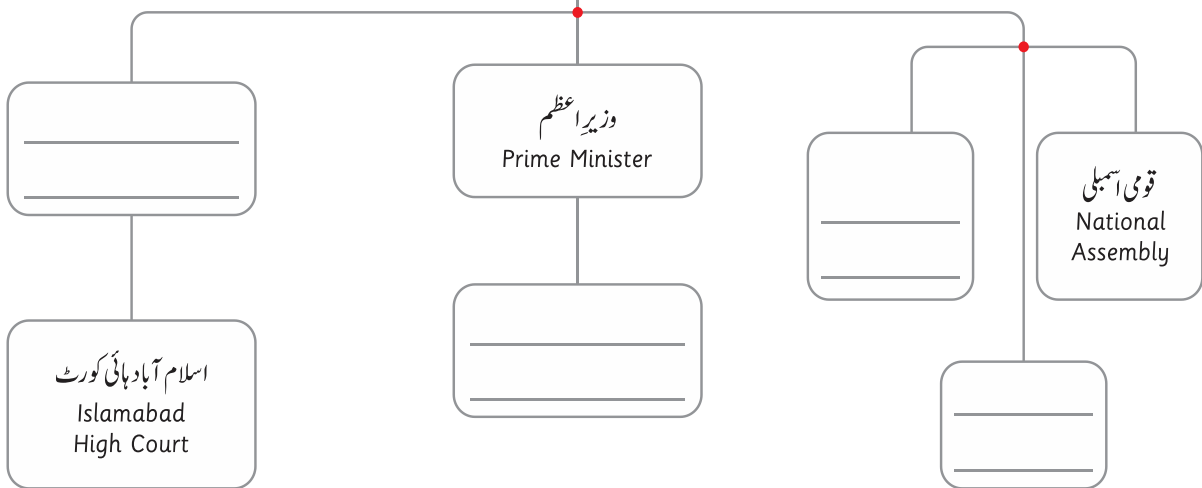 وزیرِ اعظم
Prime Minister
قومی اسمبلی
National
Assembly
اسلام آباد ہائی کورٹ
Islamabad
High Court